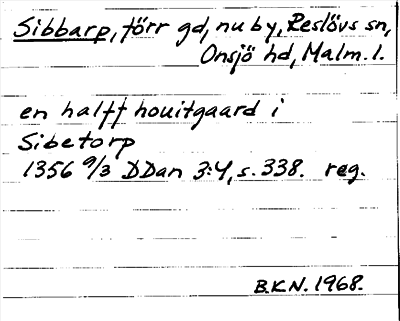 Sibbarp, förr gd, nu by, Reslövs sn,
Onsjö hd, Malm. l.
en halff houitgaard i
Sibetorp
1356 9/3 DDan 3:4, s. 338. reg.
B.K.N. 1968.